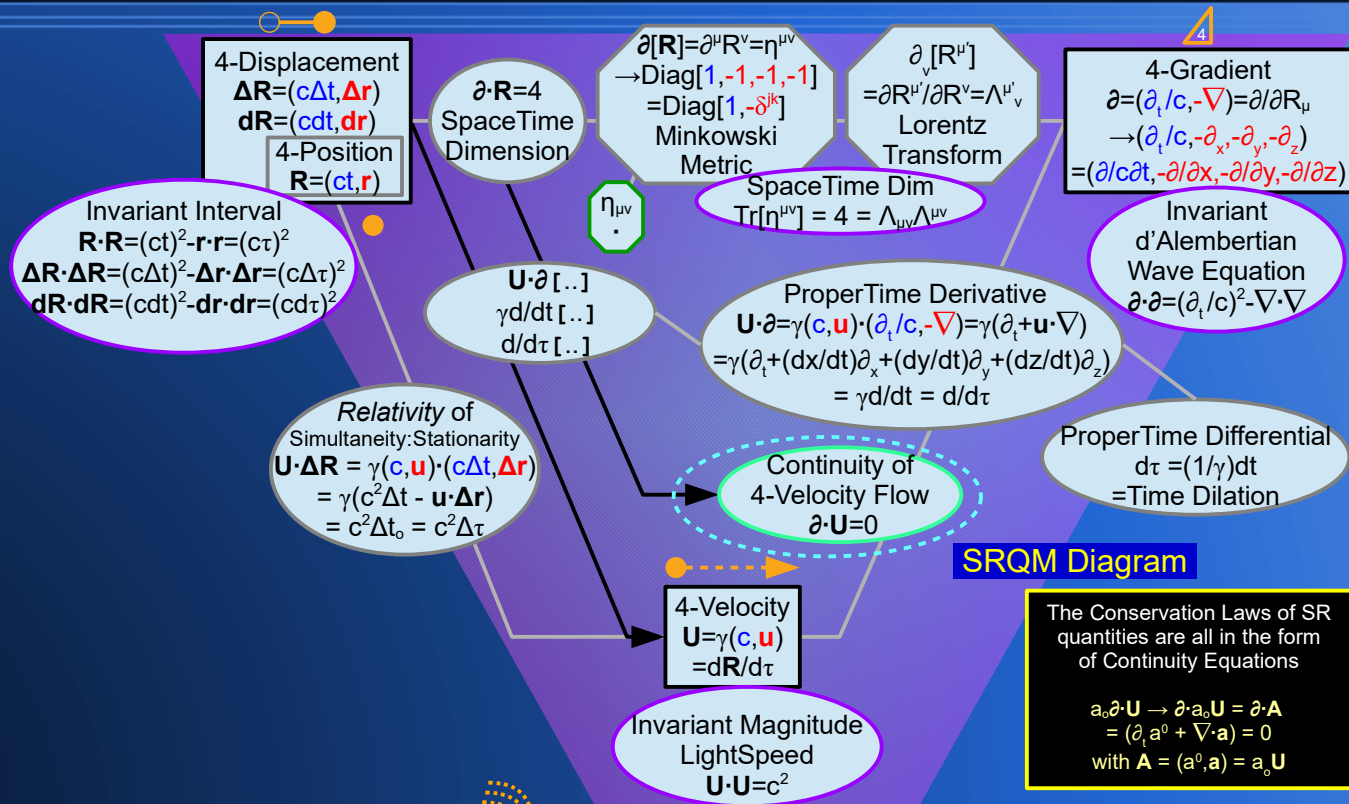 4-Displacement
ΔR=(cΔt,Δr)
dR=(cdt,dr)
4-Position
R=(ct,r)
∂·R=4
SpaceTime
Dimension
∂[R]=∂^μR^ν=η^μν
→Diag[1,-1,-1,-1]
=Diag[1,-δ^jk]
Minkowski
Metric
∂_ν[R^μ']
=∂R^μ'/∂R^ν=Λ^μ'_ν
Lorentz
Transform
4
4-Gradient
∂=(∂_t/c,-∇)=∂/∂R_μ
→(∂_t/c,-∂_x,-∂_y,-∂_z)
=(∂/c∂t,-∂/∂x,-∂/∂y,-∂/∂z)
Invariant Interval
R·R=(ct)²-r·r=(cτ)²
ΔR·ΔR=(cΔt)²-Δr·Δr=(cΔτ)²
dR·dR=(cdt)²-dr·dr=(cdτ)²
η_μν
·
SpaceTime Dim
Tr[η^μν] = 4 = Λ_μνΛ^μν
Invariant
d'Alembertian
Wave Equation
∂·∂=(∂_t/c)²-∇·∇
U·∂[..]
γd/dt[..]
d/dτ[..]
ProperTime Derivative
U·∂=γ(c,u)·(∂_t/c,-∇)=γ(∂_t+u·∇)
=γ(∂_t+(dx/dt)∂_x+(dy/dt)∂_y+(dz/dt)∂_z)
= γd/dt = d/dτ
Relativity of
Simultaneity:Stationarity
U·ΔR = γ(c,u)·(cΔt,Δr)
= γ(c²Δt - u·Δr)
= c²Δt_o = c²Δτ
Continuity of
4-Velocity Flow
∂·U=0
ProperTime Differential
dτ =(1/γ)dt
=Time Dilation
SRQM Diagram
4-Velocity
U=γ(c,u)
=dR/dτ
Invariant Magnitude
LightSpeed
U·U=c²
The Conservation Laws of SR
quantities are all in the form
of Continuity Equations
a_o∂·U → ∂·a_oU = ∂·A
= (∂_t a⁰ + ∇·a) = 0
with A = (a⁰,a) = a_oU